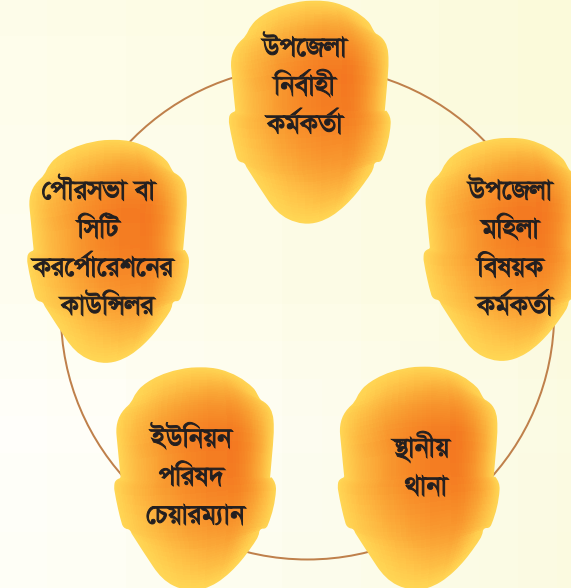 উপজেলা
নির্বাহী
কর্মকর্তা
উপজেলা
মহিলা
বিষয়ক
কর্মকর্তা
স্থানীয়
থানা
ইউনিয়ন
পরিষদ
চেয়ারম্যান
পৌরসভা বা
সিটি
করর্পোরেশনের
কাউন্সিলর